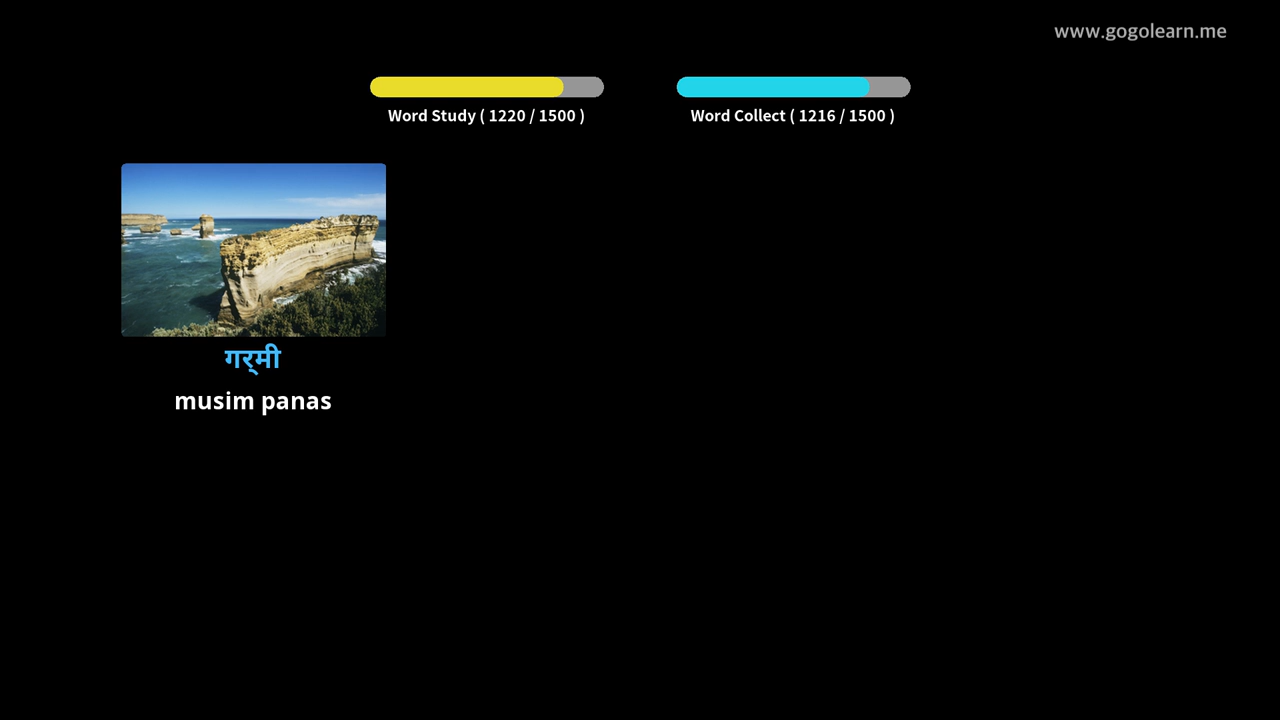 www.gogolearn.me
Word Study ( 1220 / 1500 )
Word Collect ( 1216 / 1500 )
गर्‌मी
musim panas